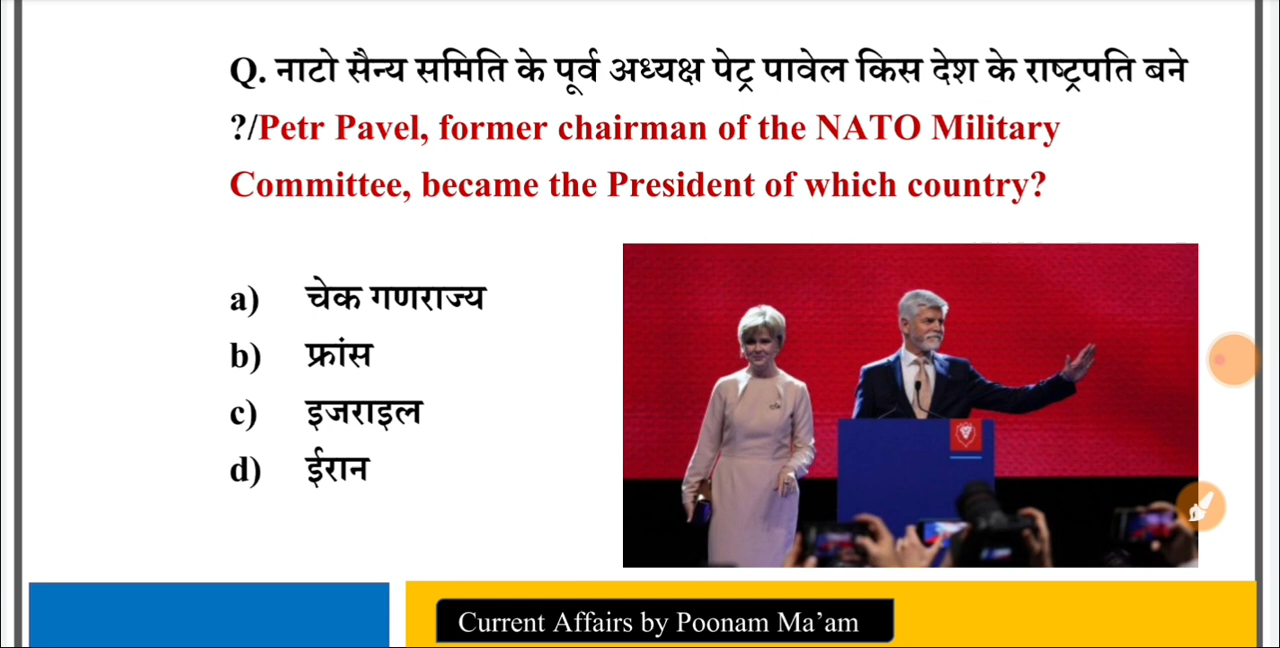 Q. नाटो सैन्य समिति के पूर्व अध्यक्ष पेट्र पावेल किस देश के राष्ट्रपति बने
?/Petr Pavel, former chairman of the NATO Military
Committee, became the President of which country?
a) चेक गणराज्य
b) फ्रांस
c) इजराइल
d) ईरान
Current Affairs by Poonam Ma’am